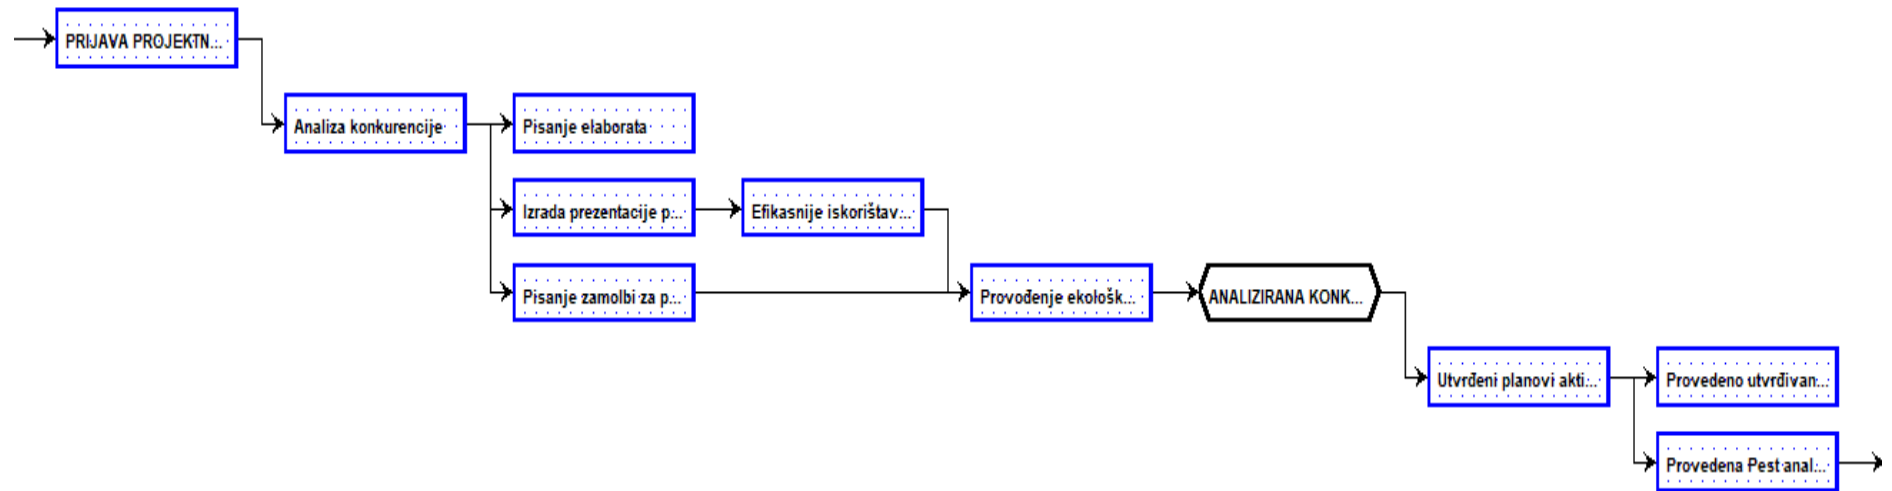 PRIJAVA PROJEKTN...
Analiza konkurencije
Pisanje elaborata
Izrada prezentacije p...
Efikasnije iskorištav...
Pisanje zamolbi za p...
Provođenje ekološk...
ANALIZIRANA KONK...
Utvrđeni planovi akti...
Provedeno utvrđivan...
Provedena Pest anal...